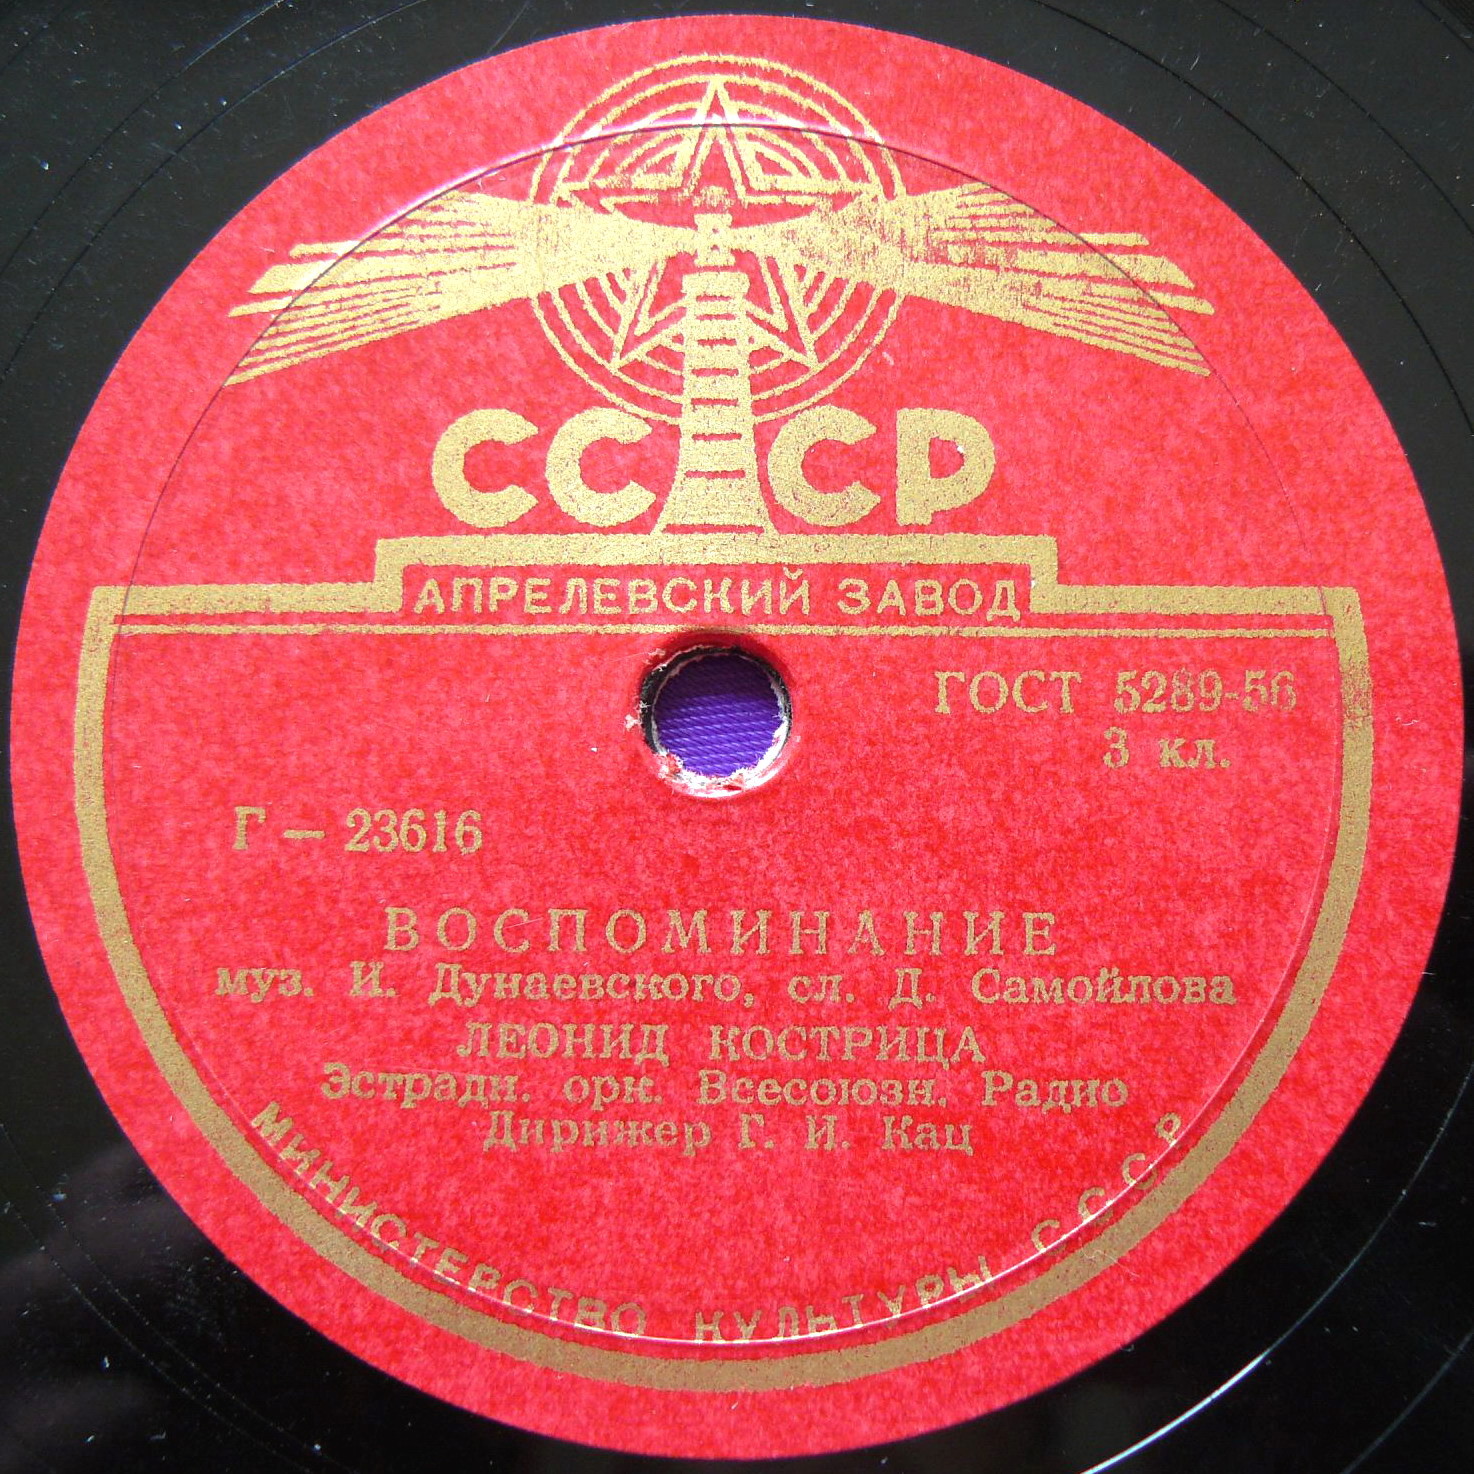 СССР
АПРЕЛЕВСКИЙ ЗАВОД
ГОСТ 5289-56
3 кл.
Г – 23616
ВОСПОМИНАНИЕ
муз. И. Дунаевского, сл. Д. Самойлова
ЛЕОНИД КОСТРИЦА
Эстрадн. орк. Всесоюзн. Радио
Дирижер Г. И. Кац
МИНИСТЕРСТВО КУЛЬТУРЫ СССР